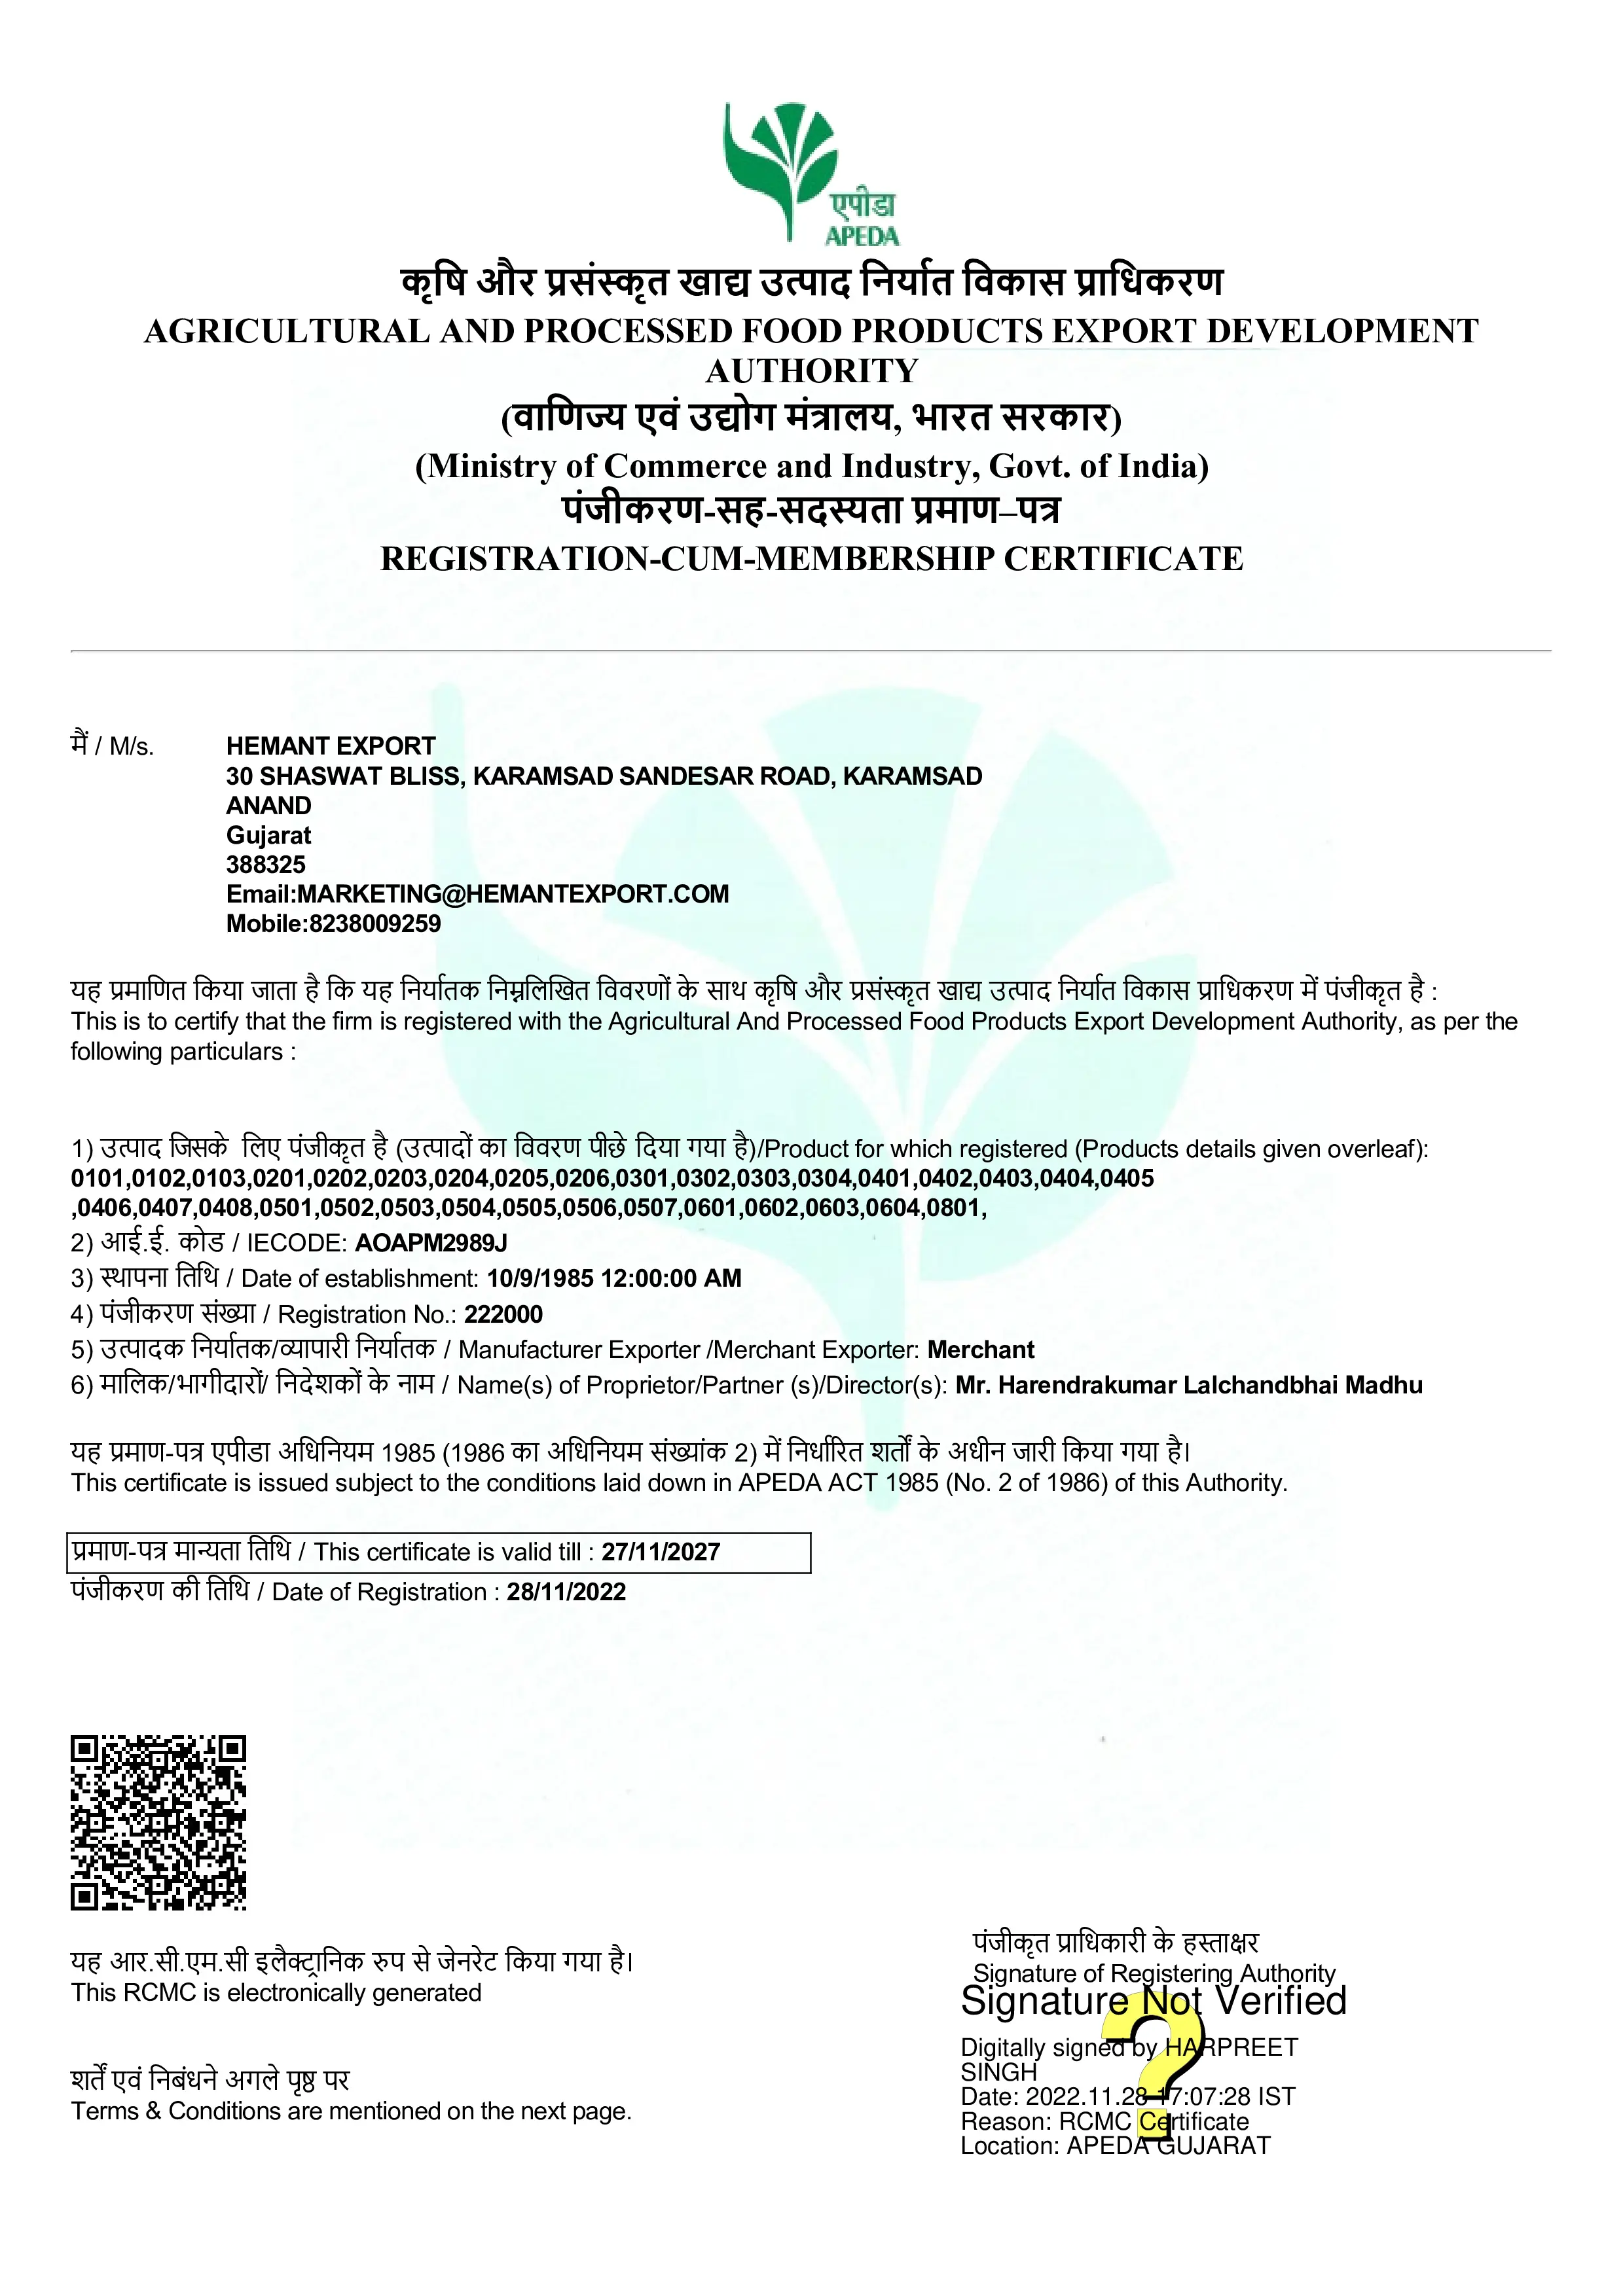 एपीडा
APEDA
कृषि और प्रसंस्कृत खाद्य उत्पाद निर्यात विकास प्राधिकरण
AGRICULTURAL AND PROCESSED FOOD PRODUCTS EXPORT DEVELOPMENT
AUTHORITY
(वाणिज्य एवं उद्योग मंत्रालय, भारत सरकार)
(Ministry of Commerce and Industry, Govt. of India)
पंजीकरण-सह-सदस्यता प्रमाण–पत्र
REGISTRATION-CUM-MEMBERSHIP CERTIFICATE
मैं / M/s. HEMANT EXPORT
30 SHASWAT BLISS, KARAMSAD SANDESAR ROAD, KARAMSAD
ANAND
Gujarat
388325
Email:MARKETING@HEMANTEXPORT.COM
Mobile:8238009259
यह प्रमाणित किया जाता है कि यह निर्यातक निम्नलिखित विवरणों के साथ कृषि और प्रसंस्कृत खाद्य उत्पाद निर्यात विकास प्राधिकरण में पंजीकृत है :
This is to certify that the firm is registered with the Agricultural And Processed Food Products Export Development Authority, as per the
following particulars :
1) उत्पाद जिसके लिए पंजीकृत है (उत्पादों का विवरण पीछे दिया गया है)/Product for which registered (Products details given overleaf):
0101,0102,0103,0201,0202,0203,0204,0205,0206,0301,0302,0303,0304,0401,0402,0403,0404,0405
,0406,0407,0408,0501,0502,0503,0504,0505,0506,0507,0601,0602,0603,0604,0801,
2) आई.ई. कोड / IECODE: AOAPM2989J
3) स्थापना तिथि / Date of establishment: 10/9/1985 12:00:00 AM
4) पंजीकरण संख्या / Registration No.: 222000
5) उत्पादक निर्यातक/व्यापारी निर्यातक / Manufacturer Exporter /Merchant Exporter: Merchant
6) मालिक/भागीदारों/ निदेशकों के नाम / Name(s) of Proprietor/Partner (s)/Director(s): Mr. Harendrakumar Lalchandbhai Madhu
यह प्रमाण-पत्र एपीडा अधिनियम 1985 (1986 का अधिनियम संख्यांक 2) में निर्धारित शर्तों के अधीन जारी किया गया है।
This certificate is issued subject to the conditions laid down in APEDA ACT 1985 (No. 2 of 1986) of this Authority.
प्रमाण-पत्र मान्यता तिथि / This certificate is valid till : 27/11/2027
पंजीकरण की तिथि / Date of Registration : 28/11/2022
यह आर.सी.एम.सी इलैक्ट्रानिक रुप से जेनरेट किया गया है।
This RCMC is electronically generated
शर्तें एवं निबंधने अगले पृष्ठ पर
Terms & Conditions are mentioned on the next page.
पंजीकृत प्राधिकारी के हस्ताक्षर
Signature of Registering Authority
Signature Not Verified
Digitally signed by HARPREET
SINGH
Date: 2022.11.28 17:07:28 IST
Reason: RCMC Certificate
Location: APEDA GUJARAT